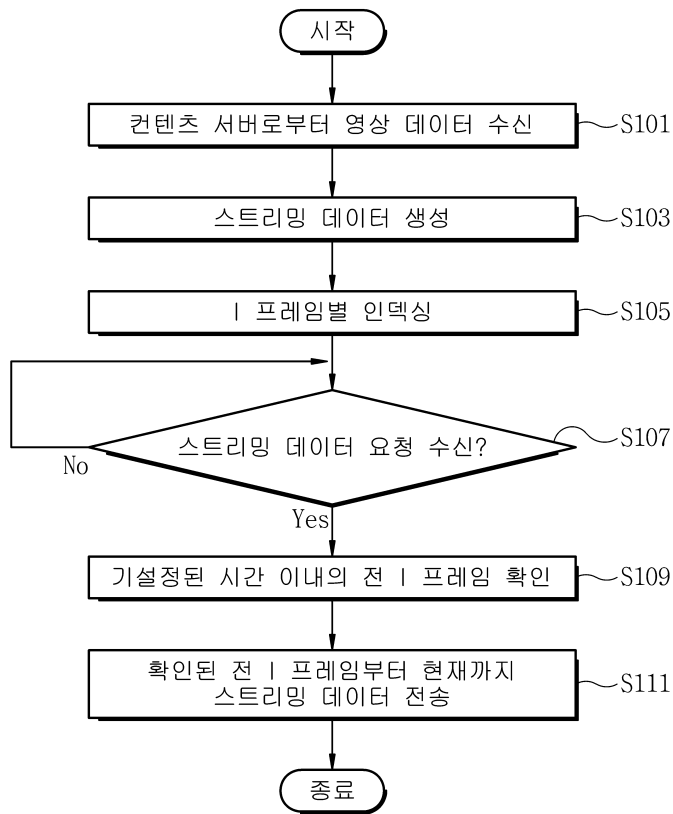 시작
컨텐츠 서버로부터 영상 데이터 수신
S101
스트리밍 데이터 생성
S103
I 프레임별 인덱싱
S105
스트리밍 데이터 요청 수신?
S107
No
Yes
기설정된 시간 이내의 전 I 프레임 확인
S109
확인된 전 I 프레임부터 현재까지
스트리밍 데이터 전송
S111
종료